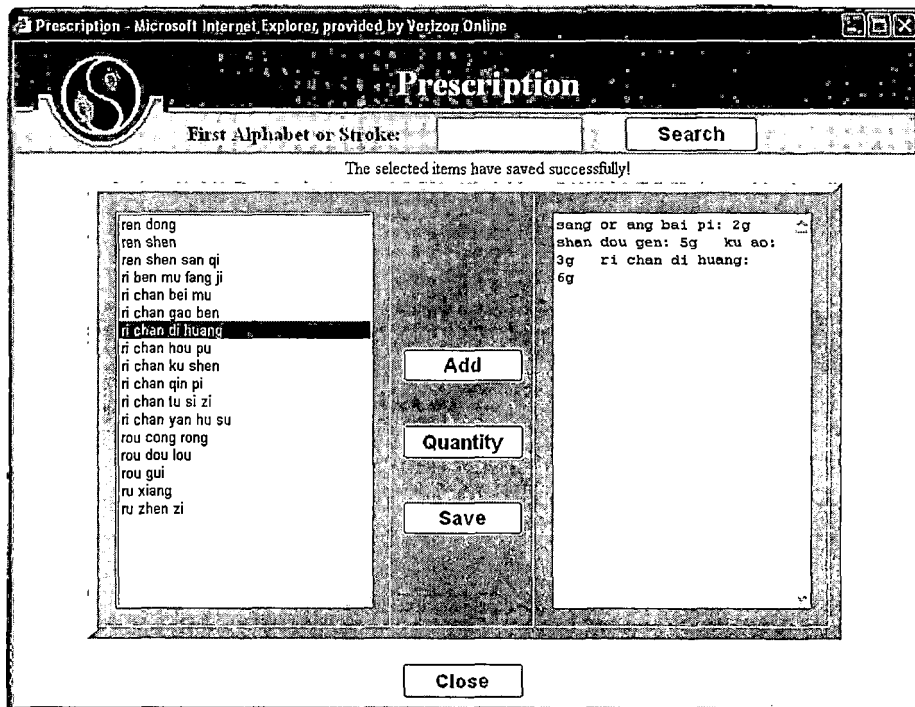 Prescription - Microsoft Internet Explorer, provided by Verizon Online
Prescription
First Alphabet or Stroke:
Search
The selected items have saved successfully!
ren dong
ren shen
ren shen san qi
ri ben mu fang ji
ri chan bei mu
ri chan gao ben
ri chan di huang
ri chan hou pu
ri chan ku shen
ri chan qin pi
ri chan tu si zi
ri chan yan hu su
rou cong rong
rou dou lou
rou gui
ru xiang
ru zhen zi
Add
Quantity
Save
sang or ang bai pi: 2g
shan dou gen: 5g ku ao:
3g ri chan di huang:
6g
Close